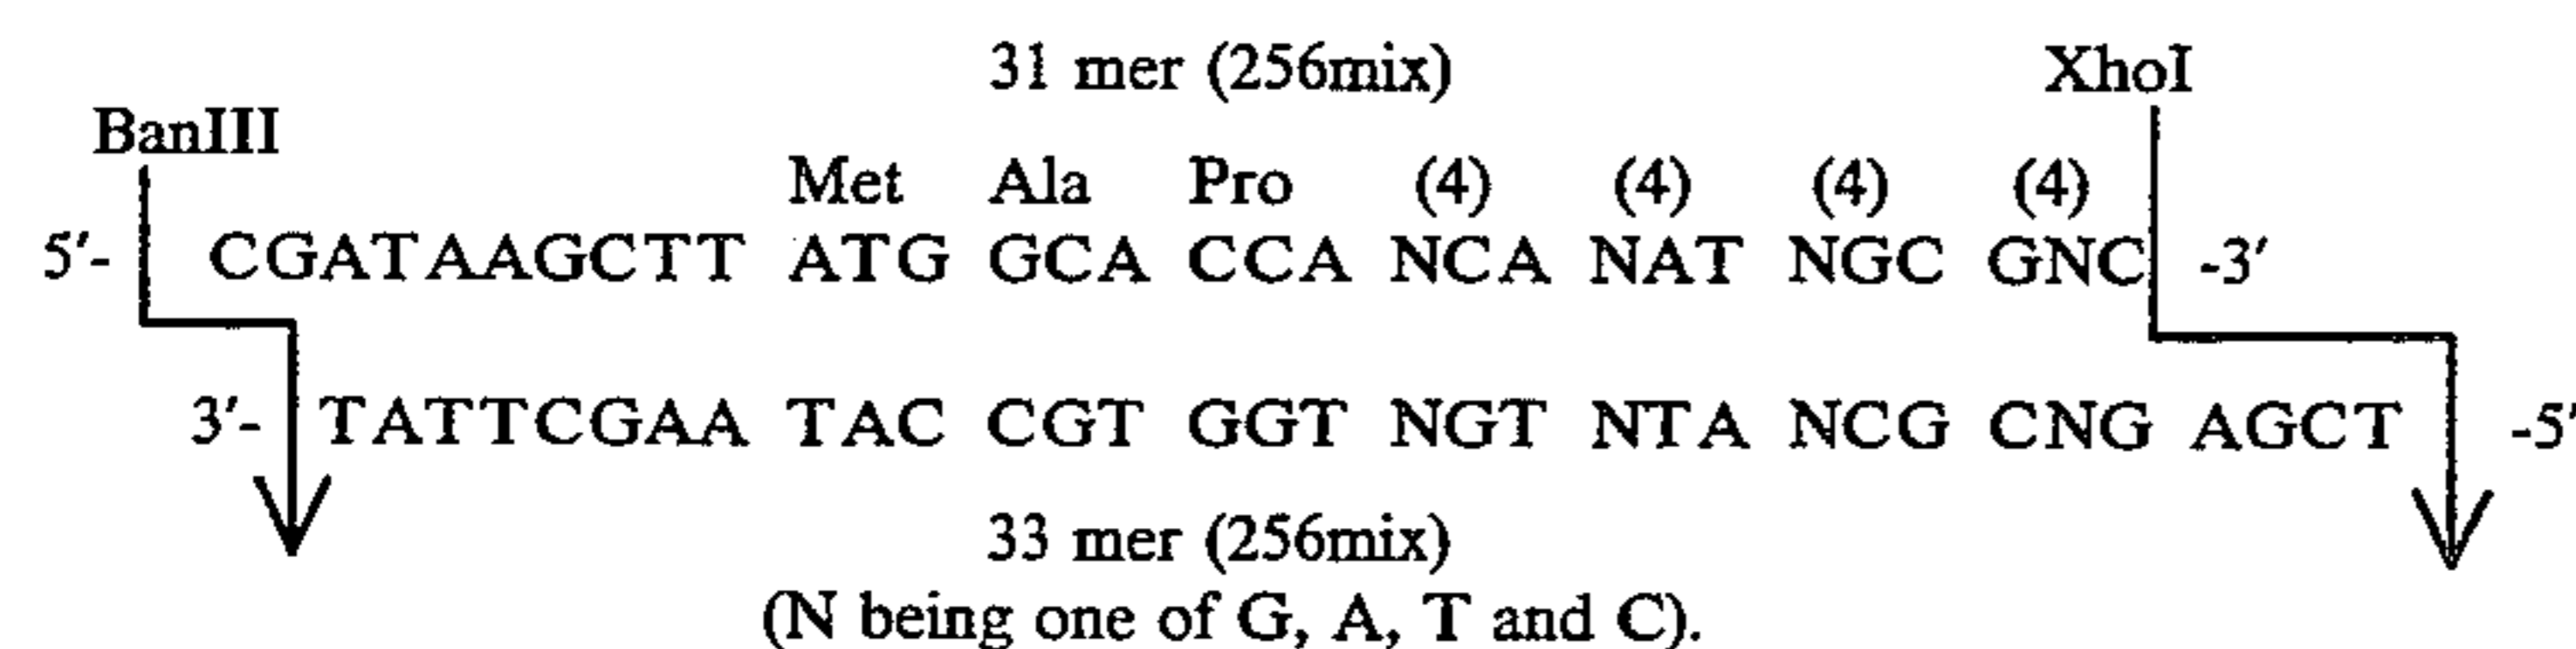 31 mer (256mix)
XhoI
BanIII
Met Ala Pro (4) (4) (4) (4)
5′- CGATAAGCTT ATG GCA CCA NCA NAT NGC GNC -3′
3′- TATTCGAA TAC CGT GGT NGT NTA NCG CNG AGCT -5′
33 mer (256mix)
(N being one of G, A, T and C).